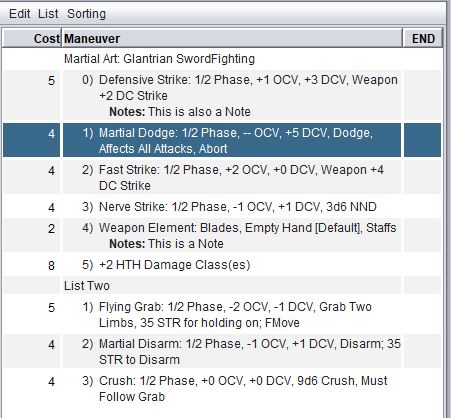 Edit List Sorting
Cost Maneuver END
Martial Art: Glantrian SwordFighting
5 0) Defensive Strike: 1/2 Phase, +1 OCV, +3 DCV, Weapon
+2 DC Strike
Notes: This is also a Note
4 1) Martial Dodge: 1/2 Phase, -- OCV, +5 DCV, Dodge,
Affects All Attacks, Abort
4 2) Fast Strike: 1/2 Phase, +2 OCV, +0 DCV, Weapon +4
DC Strike
4 3) Nerve Strike: 1/2 Phase, -1 OCV, +1 DCV, 3d6 NND
2 4) Weapon Element: Blades, Empty Hand [Default], Staffs
Notes: This is a Note
8 5) +2 HTH Damage Class(es)
List Two
5 1) Flying Grab: 1/2 Phase, -2 OCV, -1 DCV, Grab Two
Limbs, 35 STR for holding on; FMove
4 2) Martial Disarm: 1/2 Phase, -1 OCV, +1 DCV, Disarm; 35
STR to Disarm
4 3) Crush: 1/2 Phase, +0 OCV, +0 DCV, 9d6 Crush, Must
Follow Grab